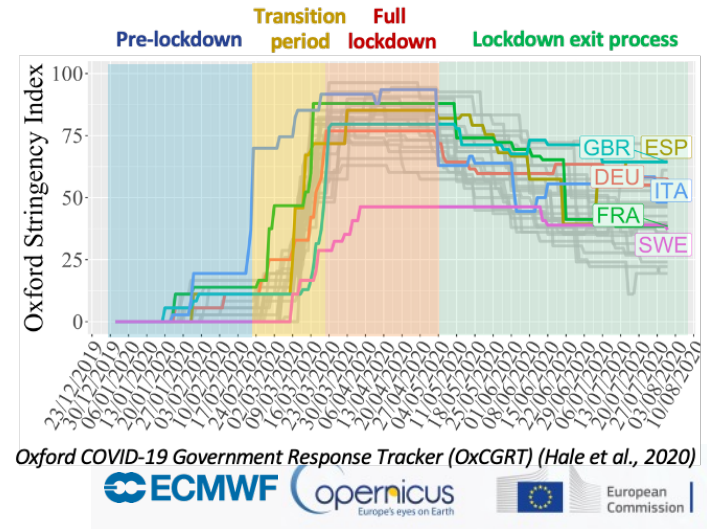 Pre-lockdown
Transition
period
Full
lockdown
Lockdown exit process
Oxford Stringency Index
100
75
50
25
0
GBR
ESP
DEU
ITA
FRA
SWE
23/12/2019
30/12/2019
06/01/2020
13/01/2020
20/01/2020
27/01/2020
03/02/2020
10/02/2020
17/02/2020
24/02/2020
02/03/2020
09/03/2020
16/03/2020
23/03/2020
30/03/2020
06/04/2020
13/04/2020
20/04/2020
27/04/2020
04/05/2020
11/05/2020
18/05/2020
25/05/2020
01/06/2020
08/06/2020
15/06/2020
22/06/2020
29/06/2020
06/07/2020
13/07/2020
20/07/2020
27/07/2020
03/08/2020
10/08/2020
Oxford COVID-19 Government Response Tracker (OxCGRT) (Hale et al., 2020)
ECMWF
opernicus
Europe's eyes on Earth
European
Commission